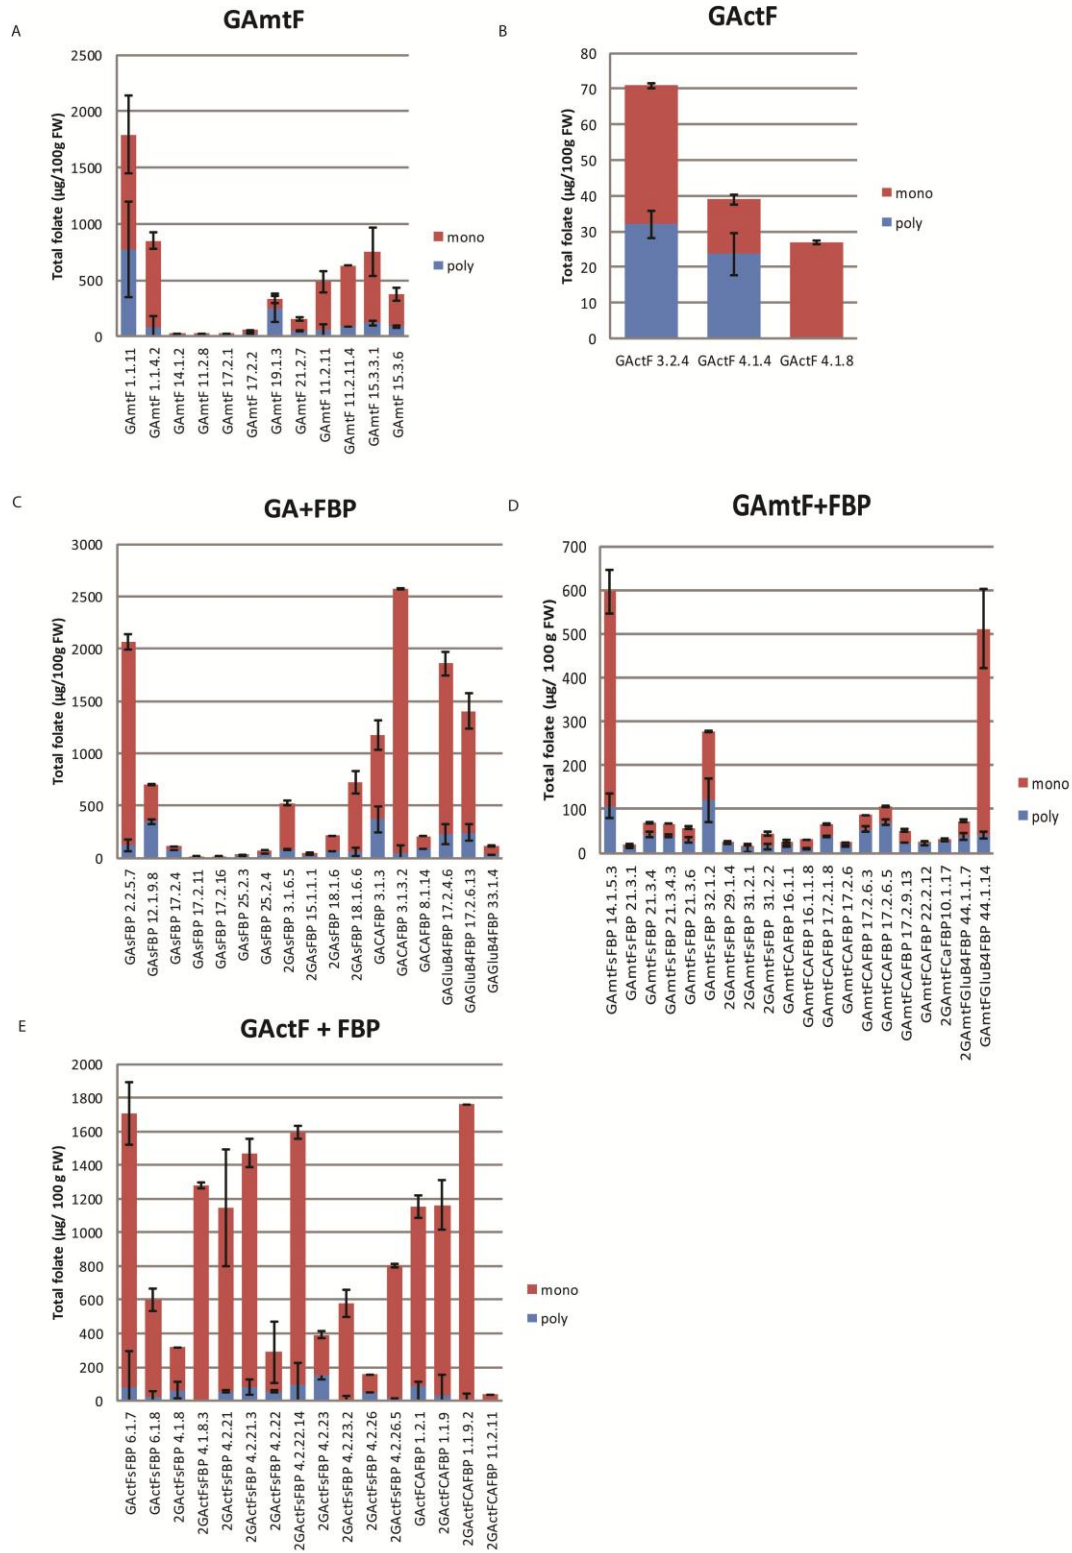 A
GAmtF
Total folate (µg/100g FW)
2500
2000
1500
1000
500
0
GAmtF 1.1.11
GAmtF 1.1.4.2
GAmtF 14.1.2
GAmtF 11.2.8
GAmtF 17.2.1
GAmtF 17.2.2
GAmtF 19.1.3
GAmtF 21.2.7
GAmtF 11.2.11
GAmtF 11.2.11.4
GAmtF 15.3.3.1
GAmtF 15.3.6
mono
poly
B
GActF
Total folate (µg/100g FW)
80
70
60
50
40
30
20
10
0
GActF 3.2.4
GActF 4.1.4
GActF 4.1.8
mono
poly
C
GA+FBP
Total folate (µg/100g FW)
3000
2500
2000
1500
1000
500
0
GAsFBP 2.2.5.7
GAsFBP 12.1.9.8
GAsFBP 17.2.4
GAsFBP 17.2.11
GAsFBP 17.2.16
GAsFBP 25.2.3
GAsFBP 25.2.4
2GAsFBP 3.1.6.5
2GAsFBP 15.1.1.1
2GAsFBP 18.1.6
2GAsFBP 18.1.6.6
GACAFBP 3.1.3
GACAFBP 3.1.3.2
GACAFBP 8.1.14
GAGluB4FBP 17.2.4.6
GAGluB4FBP 17.2.6.13
GAGluB4FBP 33.1.4
D
GAmtF+FBP
Total folate (µg/ 100 g FW)
700
600
500
400
300
200
100
0
GAmtFsFBP 14.1.5.3
GAmtFsFBP 21.3.1
GAmtFsFBP 21.3.4
GAmtFsFBP 21.3.4.3
GAmtFsFBP 21.3.6
GAmtFsFBP 32.1.2
2GAmtFsFBP 29.1.4
2GAmtFsFBP 31.2.1
2GAmtFsFBP 31.2.2
GAmtFCAFBP 16.1.1
GAmtFCAFBP 16.1.1.8
GAmtFCAFBP 17.2.1.8
GAmtFCAFBP 17.2.6
GAmtFCAFBP 17.2.6.3
GAmtFCAFBP 17.2.6.5
GAmtFCAFBP 17.2.9.13
GAmtFCAFBP 22.2.12
2GAmtFCaFBP10.1.17
2GAmtFGluB4FBP 44.1.7
GAmtFGluB4FBP 44.1.14
mono
poly
E
GActF + FBP
Total folate (µg/ 100 g FW)
2000
1800
1600
1400
1200
1000
800
600
400
200
0
GActFsFBP 6.1.7
GActFsFBP 6.1.8
2GActFsFBP 4.1.8
2GActFsFBP 4.1.8.3
2GActFsFBP 4.2.21
2GActFsFBP 4.2.21.3
2GActFsFBP 4.2.22
2GActFsFBP 4.2.22.14
2GActFsFBP 4.2.23
2GActFsFBP 4.2.23.2
2GActFsFBP 4.2.26
2GActFsFBP 4.2.26.5
GActFCAFBP 1.2.1
2GActFCAFBP 1.1.9
2GActFCAFBP 1.1.9.2
2GActFCAFBP 11.2.11
mono
poly